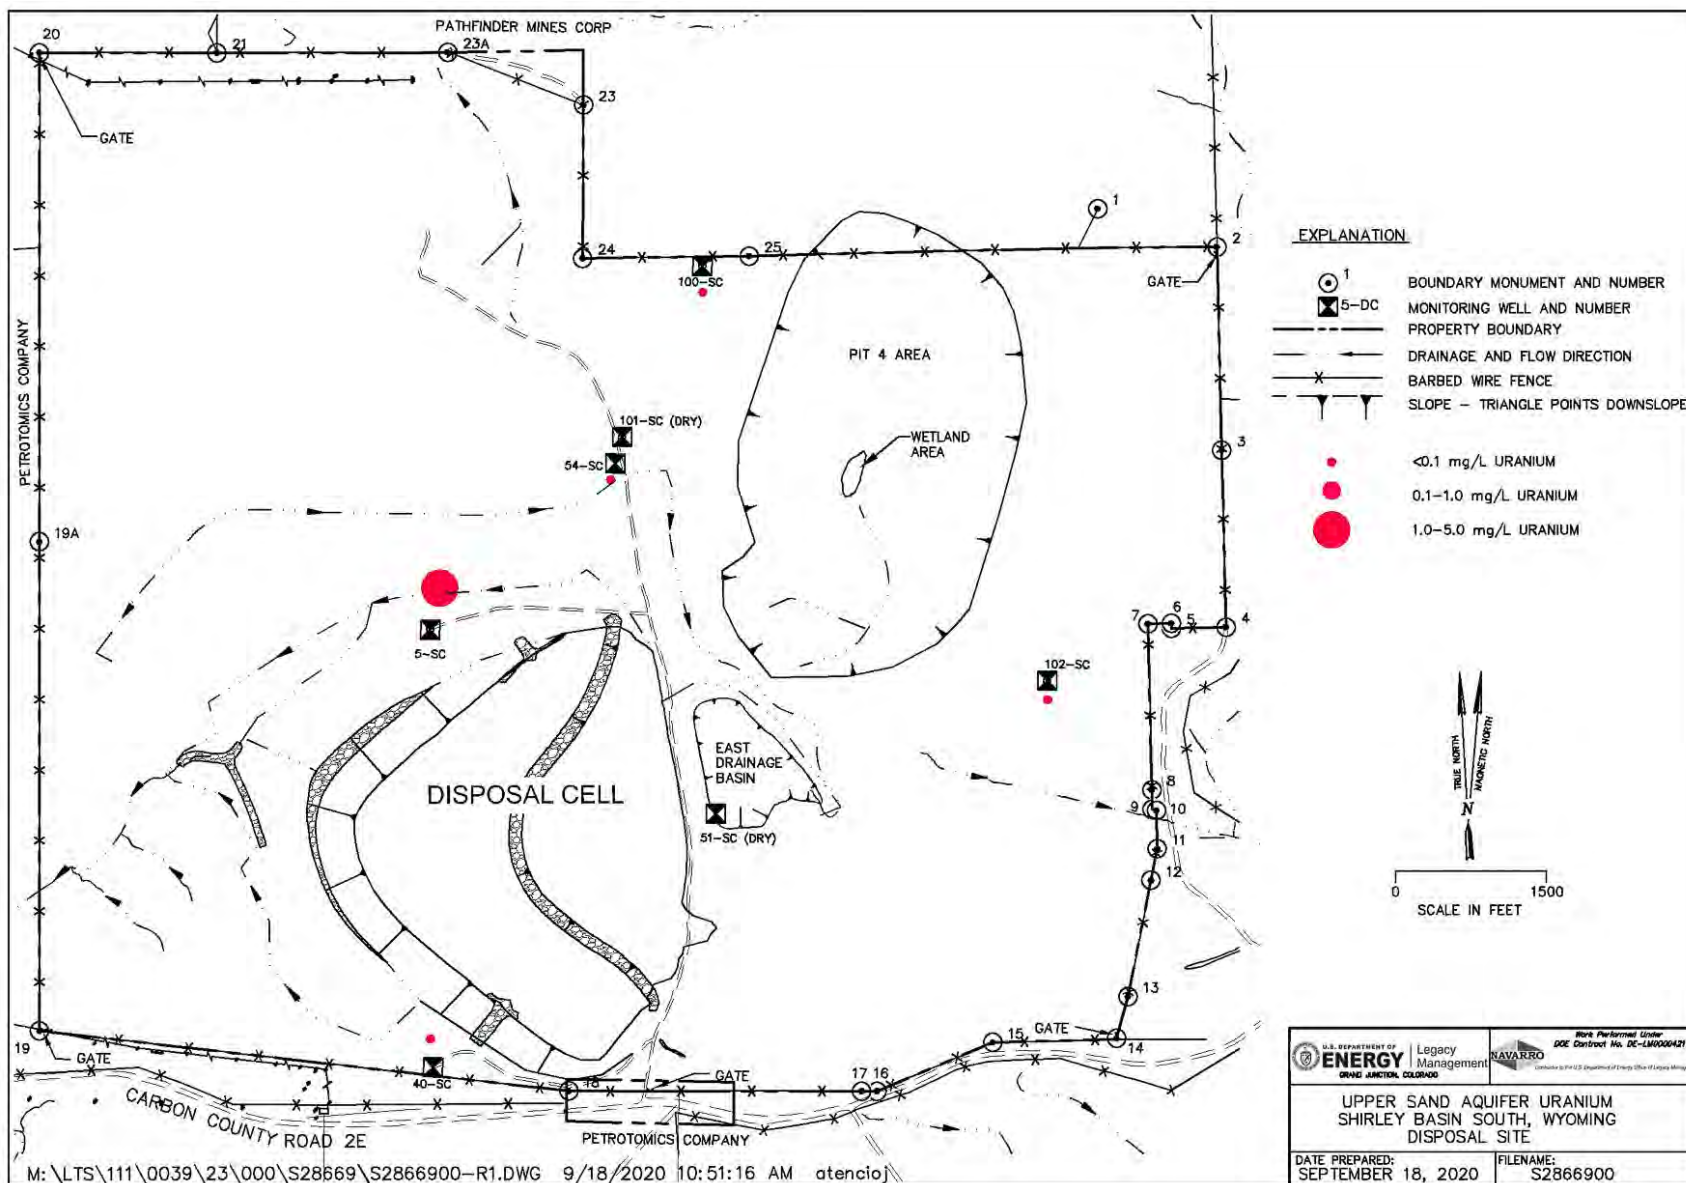 PATHFINDER MINES CORP
20
21
23A
23
GATE
24
25
1
2
GATE
100-SC
PIT 4 AREA
PETROTOMICS COMPANY
101-SC (DRY)
54-SC
WETLAND
AREA
3
19A
7
6
5
4
5-SC
102-SC
EAST
DRAINAGE
BASIN
DISPOSAL CELL
51-SC (DRY)
8
9
10
11
12
13
GATE
14
15
19
GATE
40-SC
18
GATE
17
16
CARBON COUNTY ROAD 2E
PETROTOMICS COMPANY
M:\LTS\111\0039\23\000\S28669\S2866900-R1.DWG 9/18/2020 10:51:16 AM atencioj
EXPLANATION
1 BOUNDARY MONUMENT AND NUMBER
5-DC MONITORING WELL AND NUMBER
PROPERTY BOUNDARY
DRAINAGE AND FLOW DIRECTION
BARBED WIRE FENCE
SLOPE - TRIANGLE POINTS DOWNSLOPE
<0.1 mg/L URANIUM
0.1-1.0 mg/L URANIUM
1.0-5.0 mg/L URANIUM
TRUE NORTH
MAGNETIC NORTH
N
0 1500
SCALE IN FEET
U.S. DEPARTMENT OF
ENERGY
Legacy
Management
GRAND JUNCTION, COLORADO
NAVARRO
Work Performed Under
DOE Contract No. DE-LM0000421
UPPER SAND AQUIFER URANIUM
SHIRLEY BASIN SOUTH, WYOMING
DISPOSAL SITE
DATE PREPARED:
SEPTEMBER 18, 2020
FILENAME:
S2866900